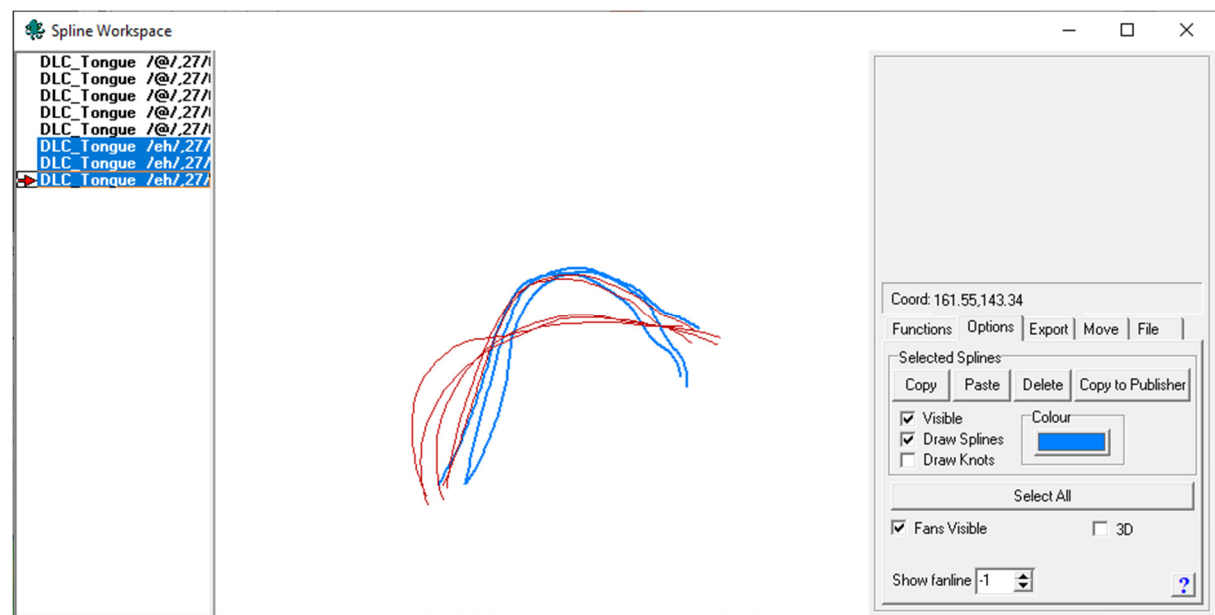 Spline Workspace
DLC_Tongue /@/,27/
DLC_Tongue /@/,27/
DLC_Tongue /@/,27/
DLC_Tongue /@/,27/
DLC_Tongue /@/,27/
DLC_Tongue /eh/,27/
DLC_Tongue /eh/,27/
DLC_Tongue /eh/,27/
Coord: 161.55,143.34
Functions Options Export Move File
Selected Splines
Copy Paste Delete Copy to Publisher
Visible Colour
Draw Splines
Draw Knots
Select All
Fans Visible 3D
Show fanline -1 ?